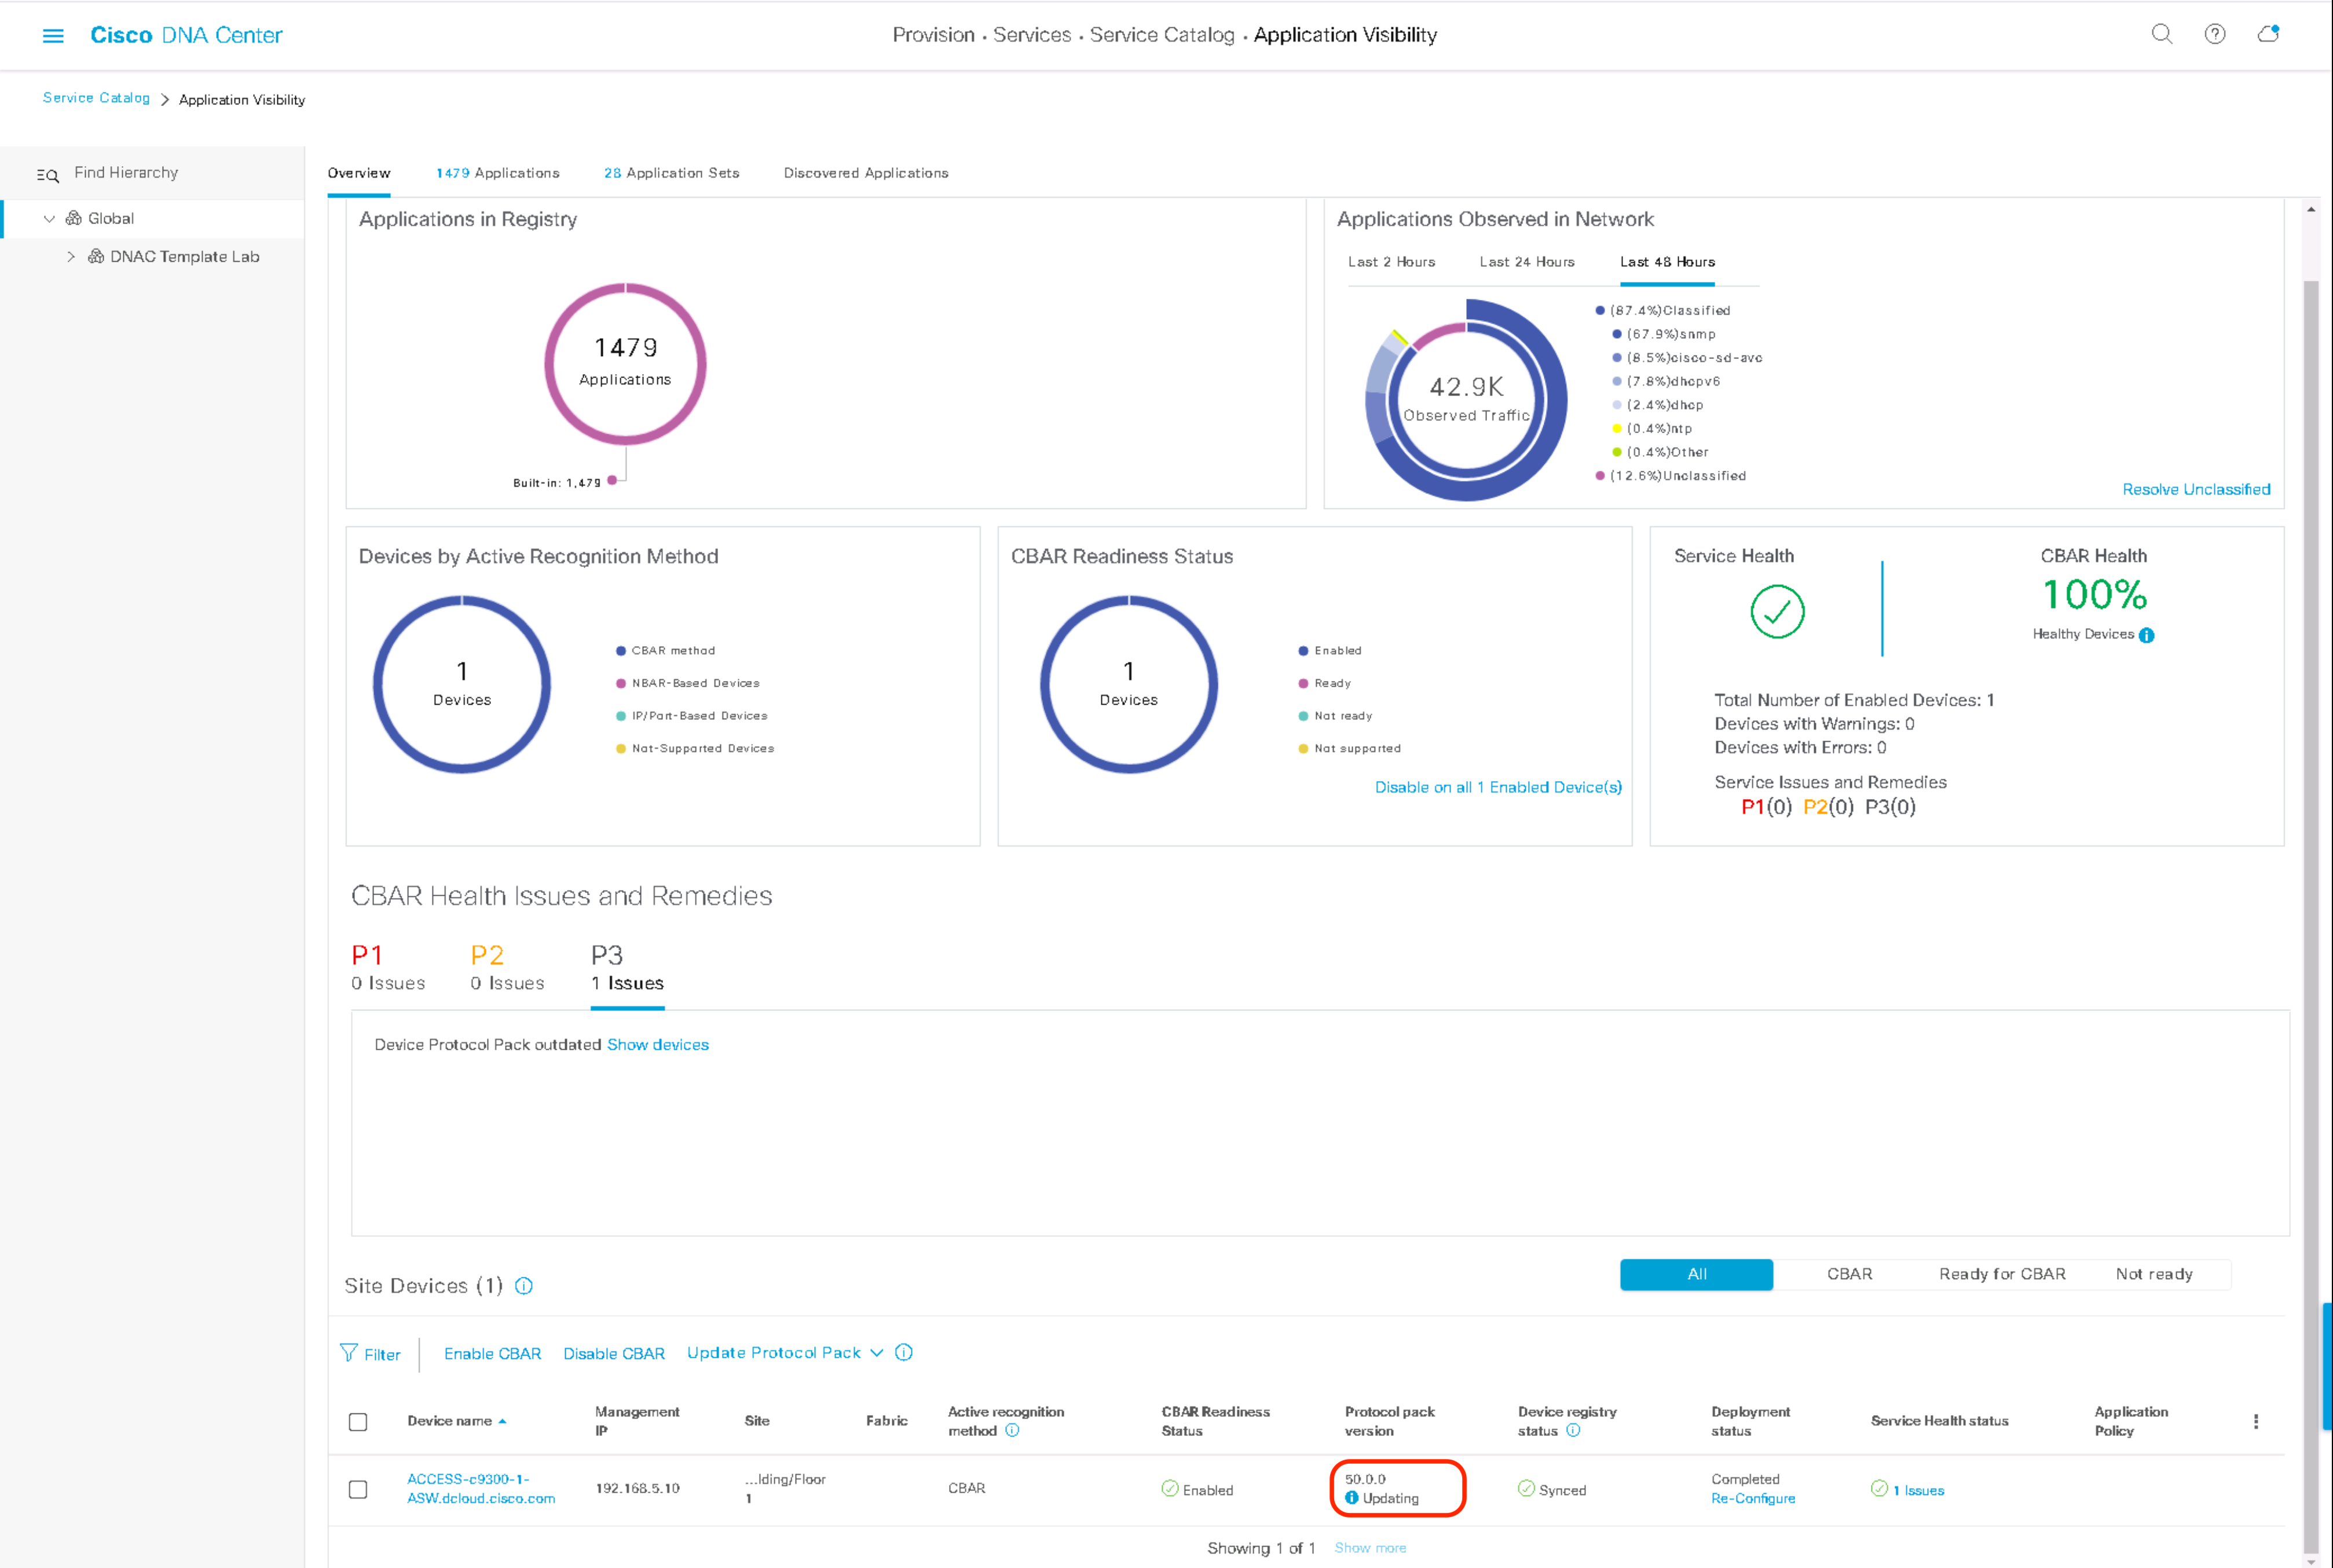 Cisco DNA Center
Provision • Services • Service Catalog • Application Visibility
Service Catalog > Application Visibility
Find Hierarchy
Global
DNAC Template Lab
Overview
1479 Applications
28 Application Sets
Discovered Applications
Applications in Registry
1479
Applications
Built-in: 1,479
Applications Observed in Network
Last 2 Hours
Last 24 Hours
Last 48 Hours
42.9K
Observed Traffic
(87.4%)Classified
(67.9%)snmp
(8.5%)cisco-sd-avc
(7.8%)dhcpv6
(2.4%)dhcp
(0.4%)ntp
(0.4%)Other
(12.6%)Unclassified
Resolve Unclassified
Devices by Active Recognition Method
1
Devices
CBAR method
NBAR-Based Devices
IP/Port-Based Devices
Not-Supported Devices
CBAR Readiness Status
1
Devices
Enabled
Ready
Not ready
Not supported
Disable on all 1 Enabled Device(s)
Service Health
CBAR Health
100%
Healthy Devices
Total Number of Enabled Devices: 1
Devices with Warnings: 0
Devices with Errors: 0
Service Issues and Remedies
P1(0) P2(0) P3(0)
CBAR Health Issues and Remedies
P1
0 Issues
P2
0 Issues
P3
1 Issues
Device Protocol Pack outdated Show devices
Site Devices (1)
All
CBAR
Ready for CBAR
Not ready
Filter
Enable CBAR
Disable CBAR
Update Protocol Pack
Device name
Management
IP
Site
Fabric
Active recognition
method
CBAR Readiness
Status
Protocol pack
version
Device registry
status
Deployment
status
Service Health status
Application
Policy
ACCESS-c9300-1-
ASW.dcloud.cisco.com
192.168.5.10
...lding/Floor
1
CBAR
Enabled
50.0.0
Updating
Synced
Completed
Re-Configure
1 Issues
Showing 1 of 1
Show more